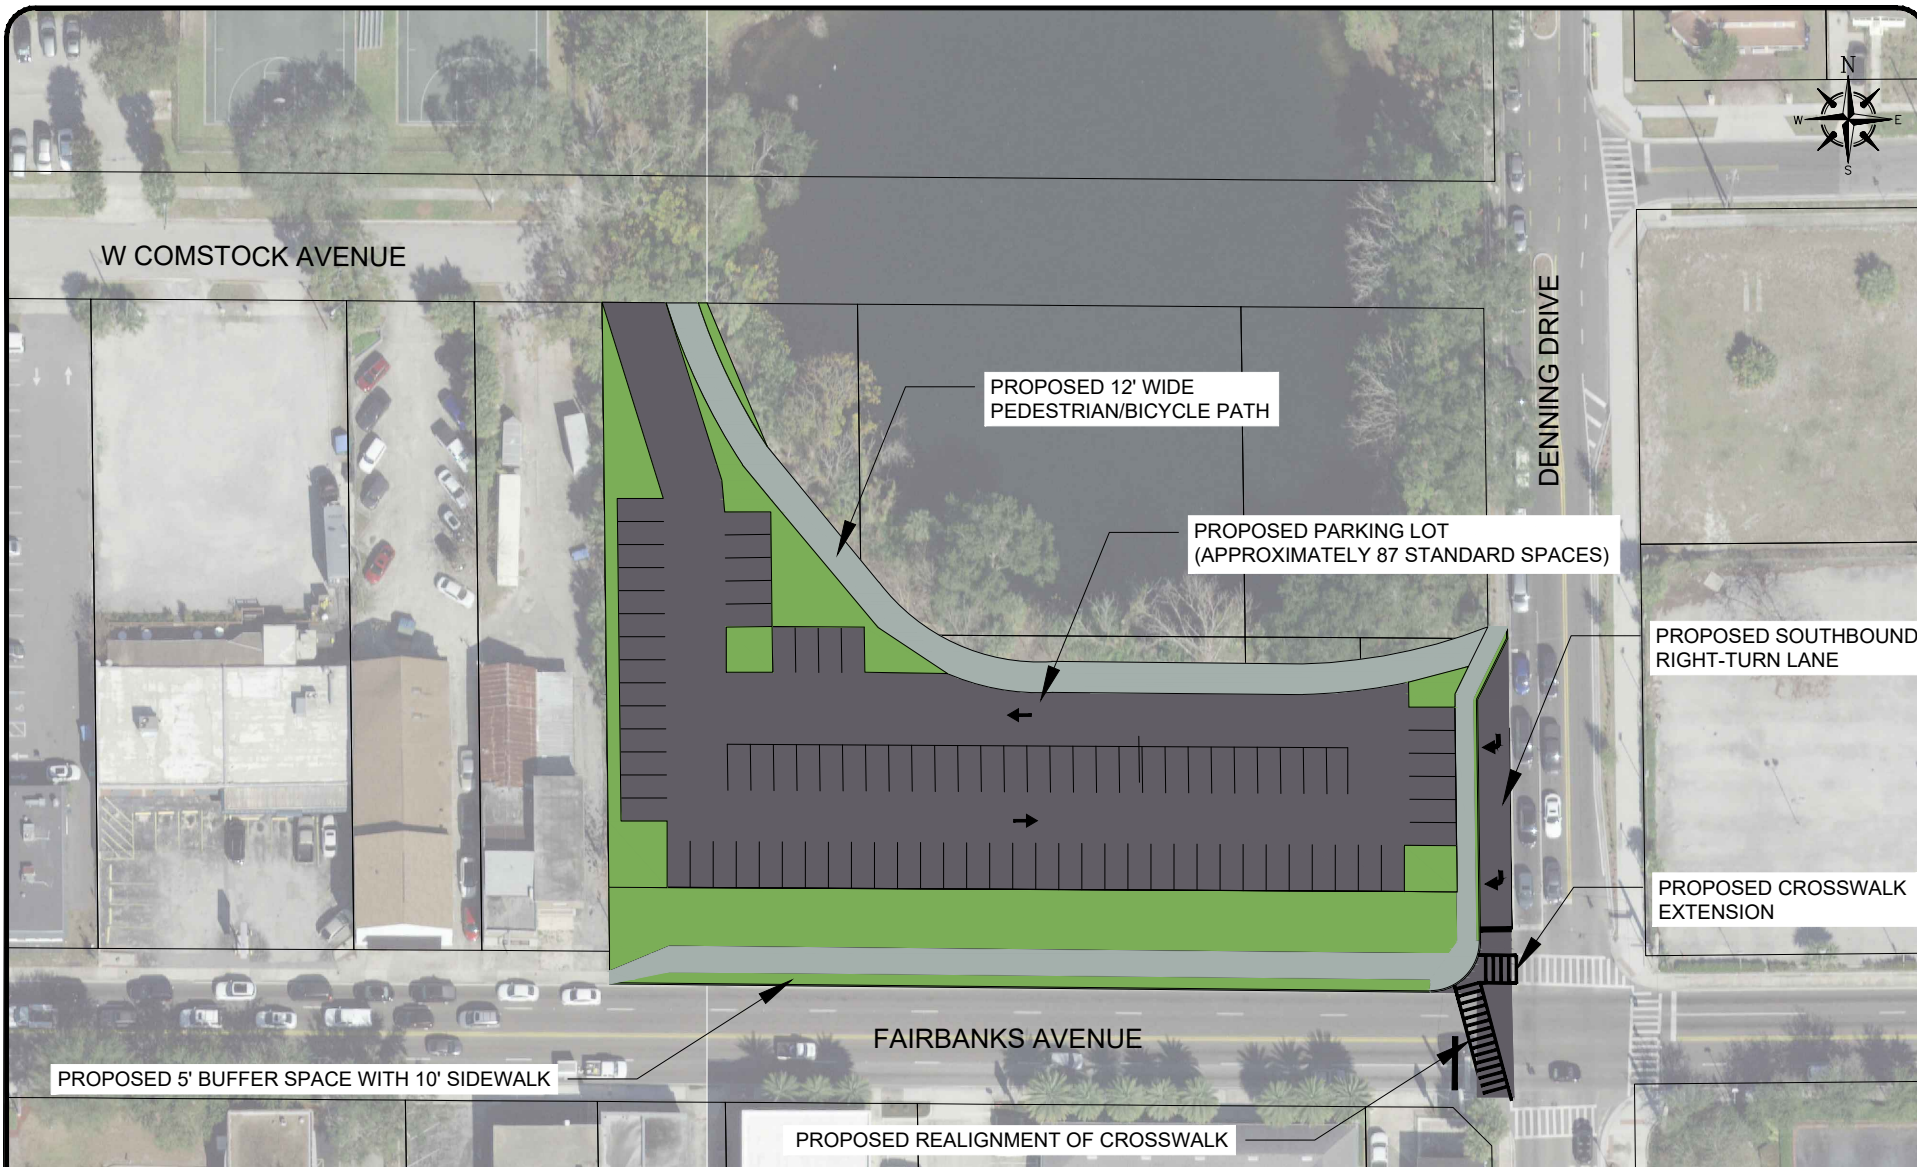 N
W E
S
W COMSTOCK AVENUE
DENNING DRIVE
PROPOSED 12' WIDE
PEDESTRIAN/BICYCLE PATH
PROPOSED PARKING LOT
(APPROXIMATELY 87 STANDARD SPACES)
PROPOSED SOUTHBOUND
RIGHT-TURN LANE
PROPOSED CROSSWALK
EXTENSION
FAIRBANKS AVENUE
PROPOSED 5' BUFFER SPACE WITH 10' SIDEWALK
PROPOSED REALIGNMENT OF CROSSWALK